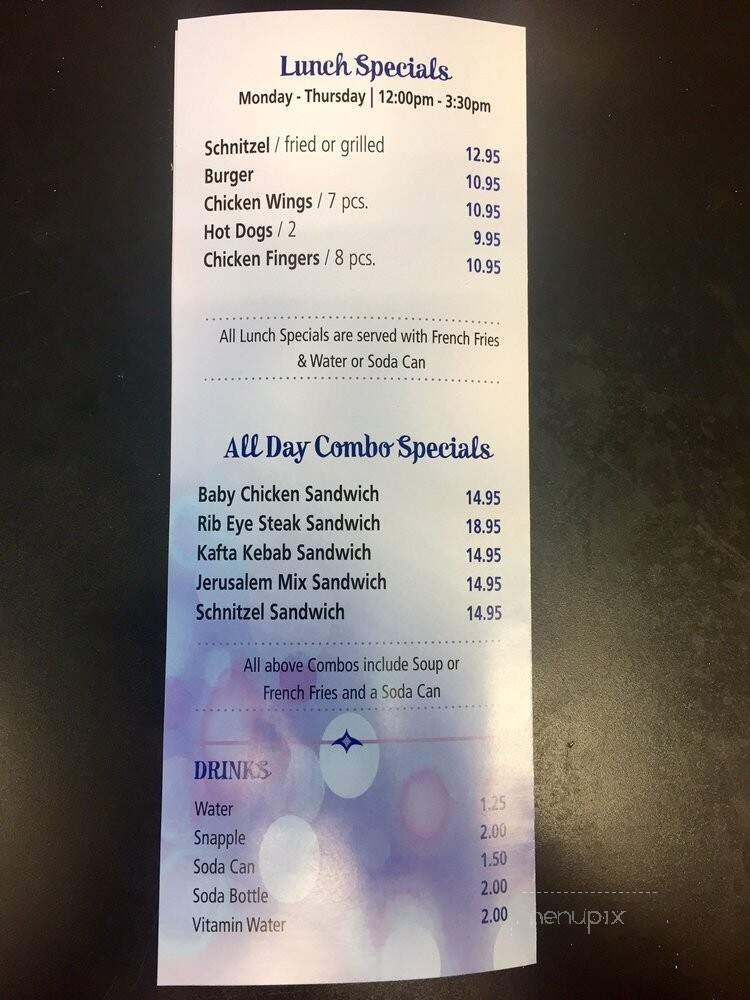 Lunch Specials
Monday - Thursday | 12:00pm - 3:30pm
Schnitzel / fried or grilled 12.95
Burger 10.95
Chicken Wings / 7 pcs. 10.95
Hot Dogs / 2 9.95
Chicken Fingers / 8 pcs. 10.95
All Lunch Specials are served with French Fries
& Water or Soda Can
All Day Combo Specials
Baby Chicken Sandwich 14.95
Rib Eye Steak Sandwich 18.95
Kafta Kebab Sandwich 14.95
Jerusalem Mix Sandwich 14.95
Schnitzel Sandwich 14.95
All above Combos include Soup or
French Fries and a Soda Can
DRINKS
Water 1.25
Snapple 2.00
Soda Can 1.50
Soda Bottle 2.00
Vitamin Water 2.00
menupix